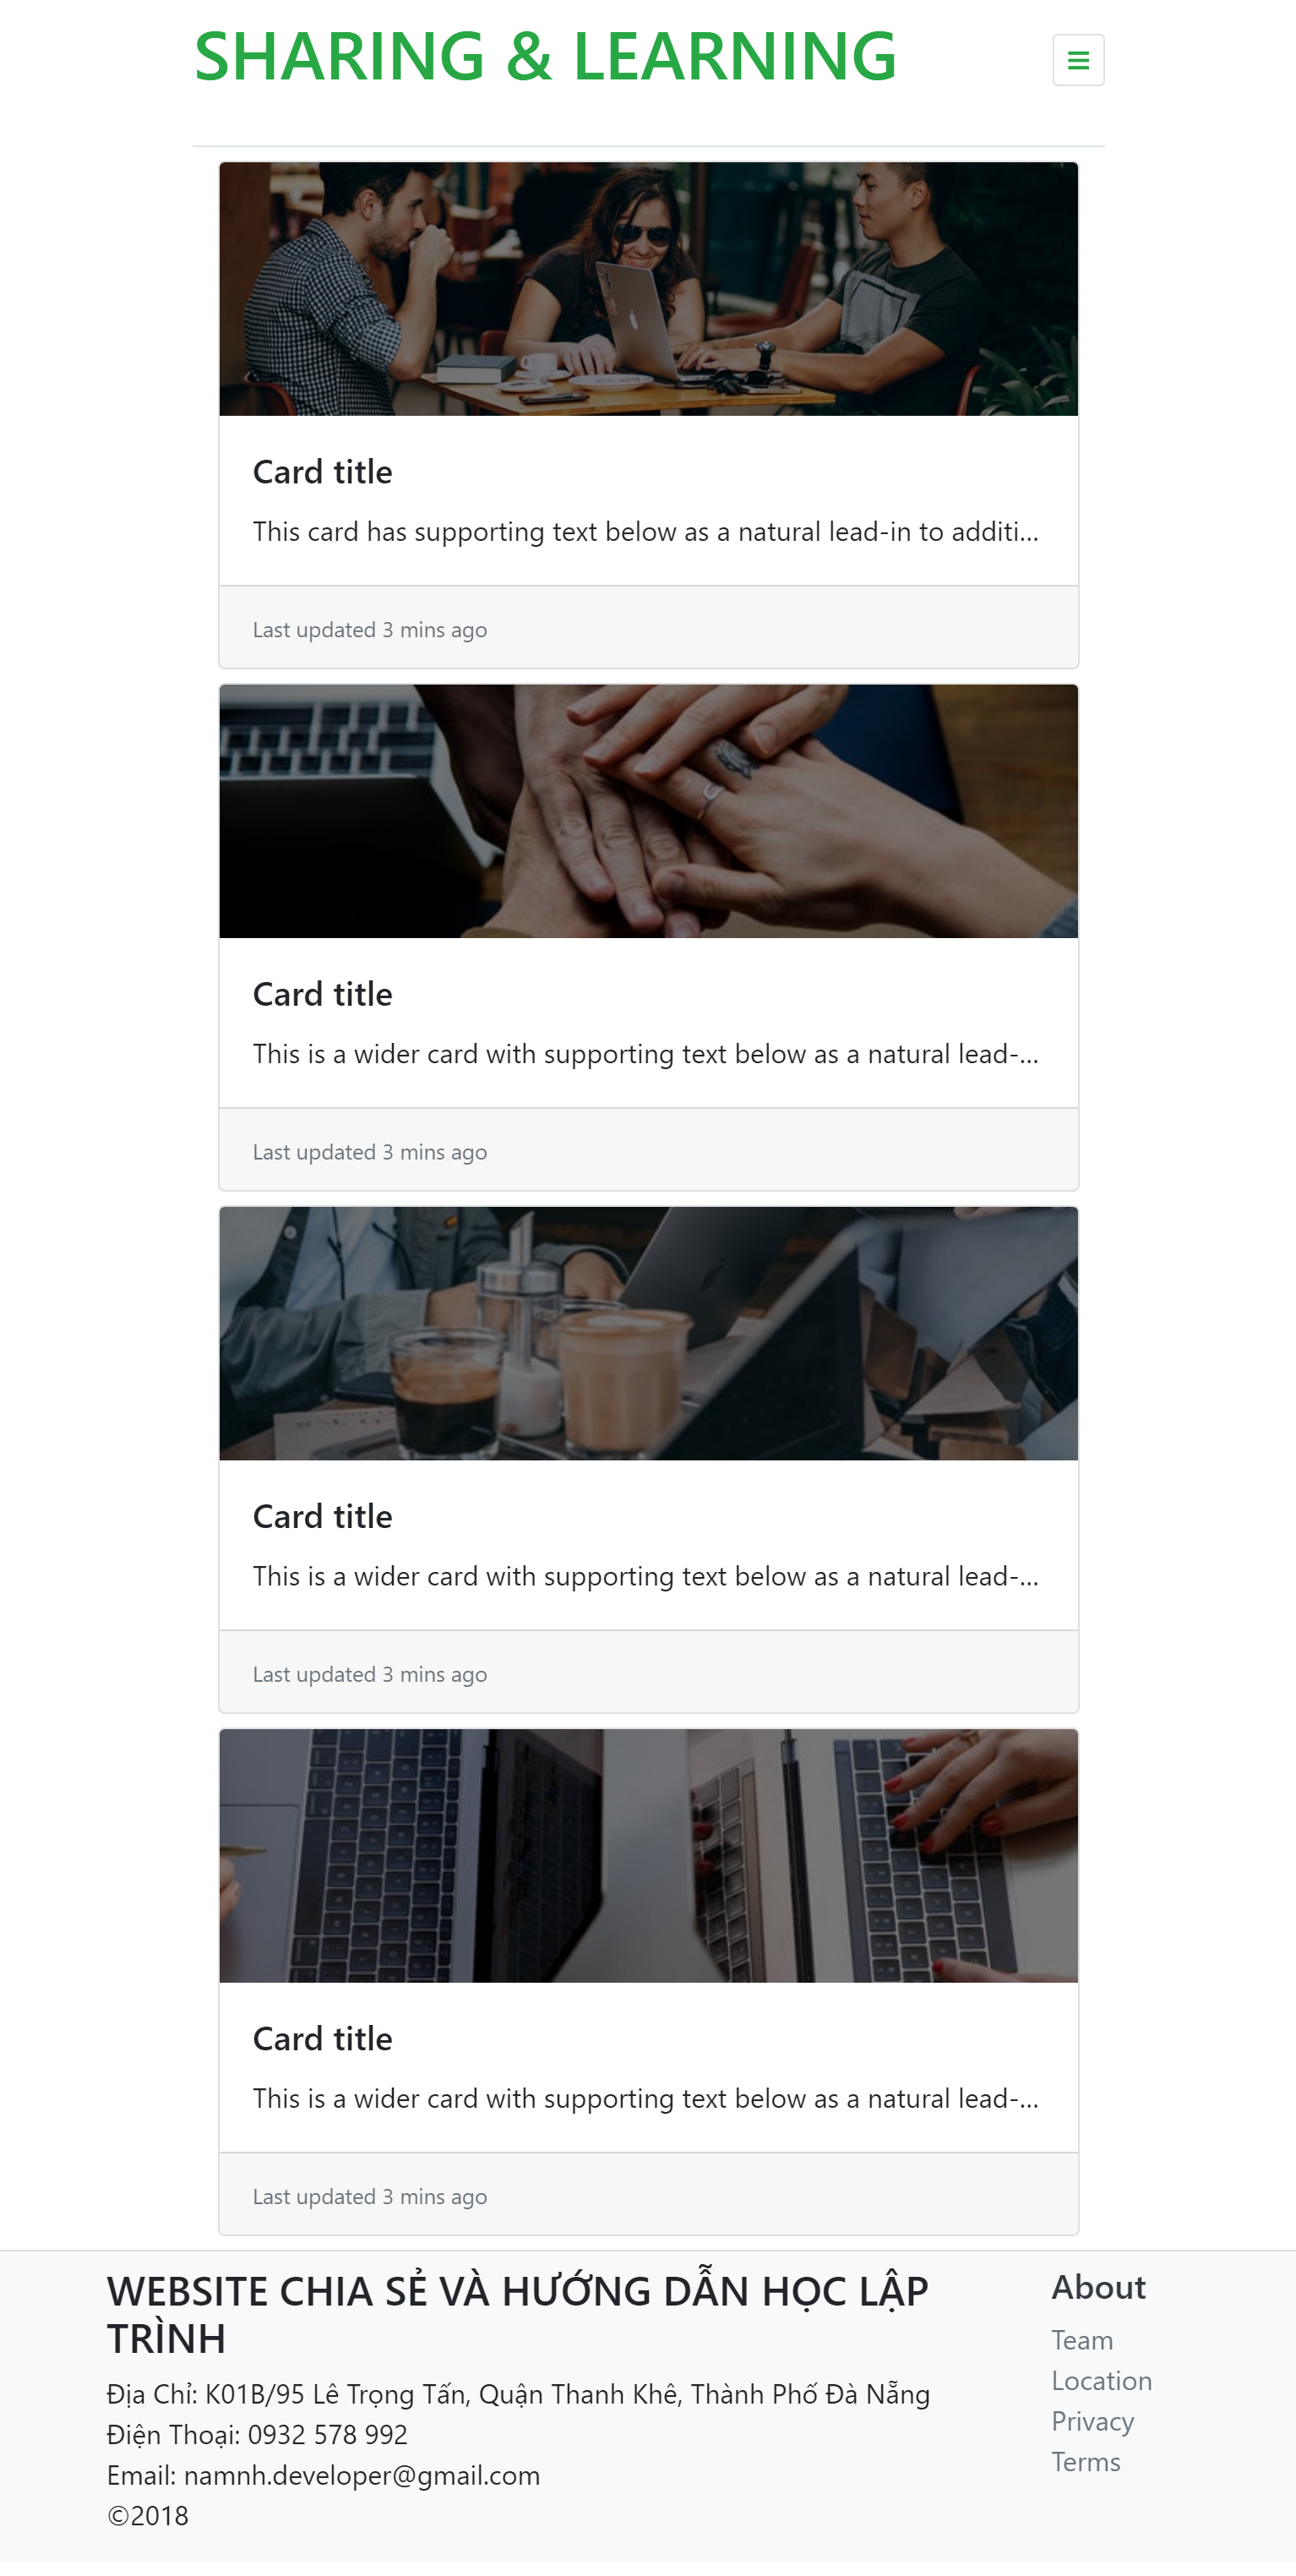 SHARING & LEARNING
Card title
This card has supporting text below as a natural lead-in to additi...
Last updated 3 mins ago
Card title
This is a wider card with supporting text below as a natural lead-...
Last updated 3 mins ago
Card title
This is a wider card with supporting text below as a natural lead-...
Last updated 3 mins ago
Card title
This is a wider card with supporting text below as a natural lead-...
Last updated 3 mins ago
WEBSITE CHIA SẺ VÀ HƯỚNG DẪN HỌC LẬP
TRÌNH
Địa Chỉ: K01B/95 Lê Trọng Tấn, Quận Thanh Khê, Thành Phố Đà Nẵng
Điện Thoại: 0932 578 992
Email: namnh.developer@gmail.com
©2018
About
Team
Location
Privacy
Terms